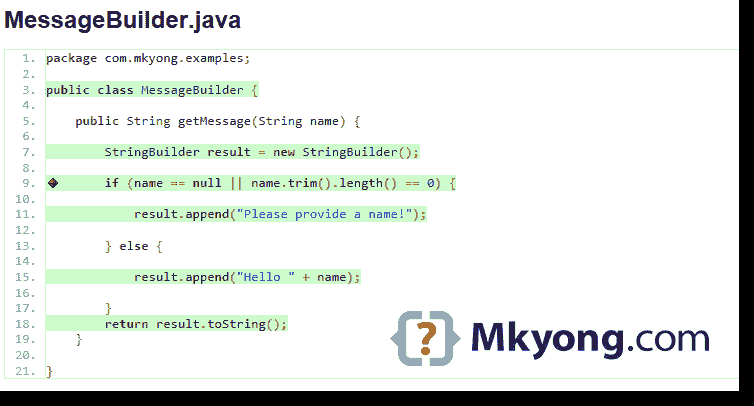 MessageBuilder.java
1. package com.mkyong.examples;
2.
3. public class MessageBuilder {
4.
5.     public String getMessage(String name) {
6.
7.         StringBuilder result = new StringBuilder();
8.
9.         if (name == null || name.trim().length() == 0) {
10.
11.             result.append("Please provide a name!");
12.
13.         } else {
14.
15.             result.append("Hello " + name);
16.
17.         }
18.         return result.toString();
19.     }
20.
21. }
{?} Mkyong.com